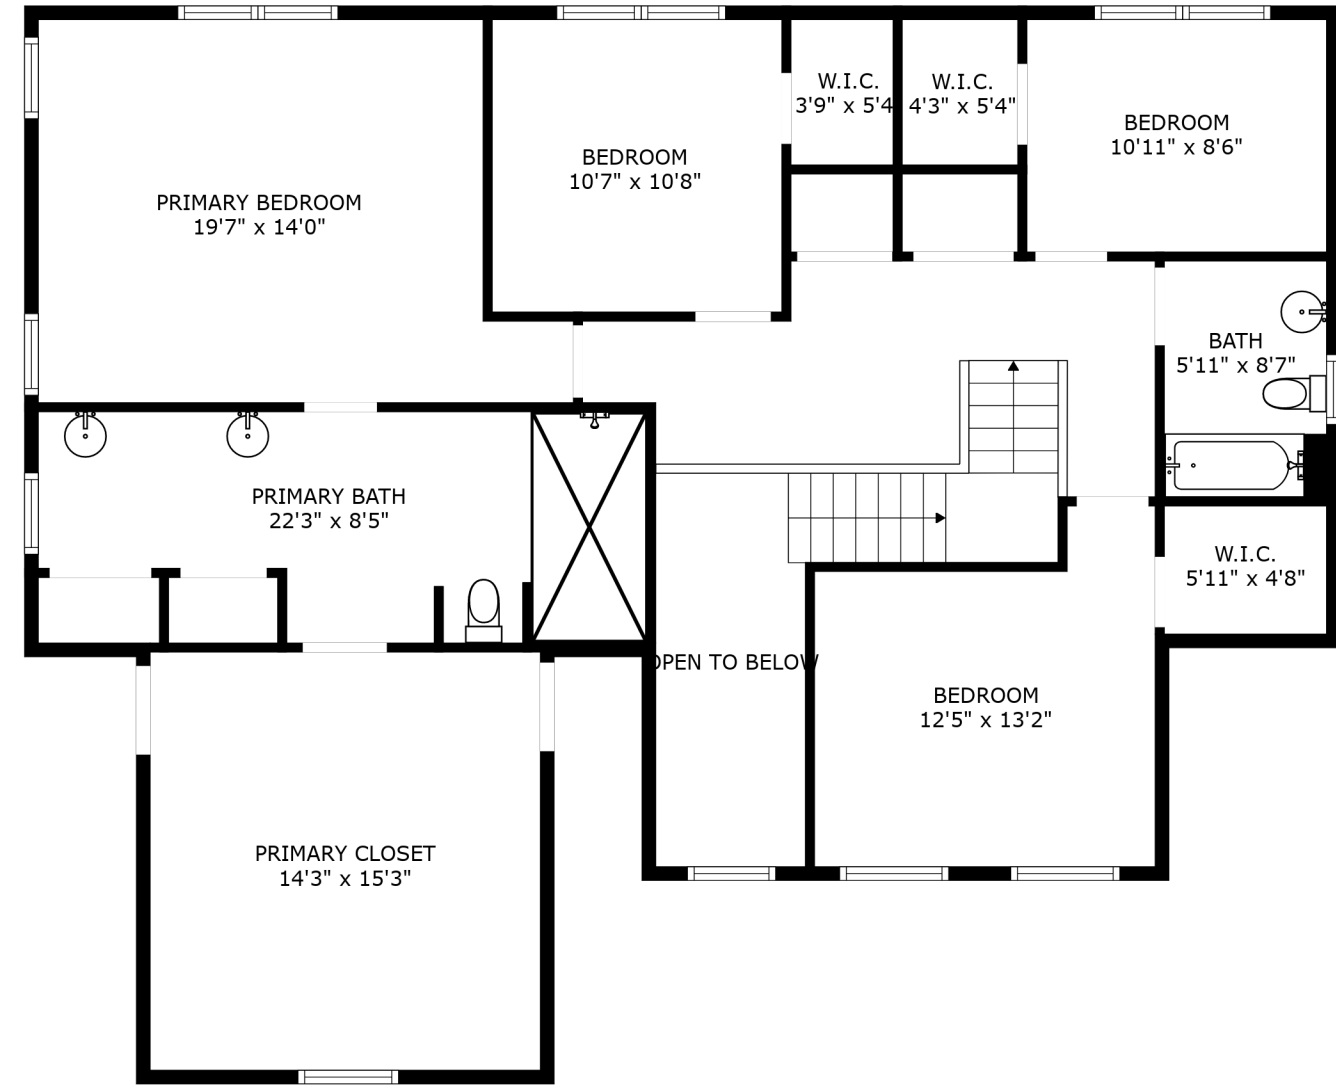 W.I.C.
3'9" x 5'4
W.I.C.
4'3" x 5'4"
BEDROOM
10'11" x 8'6"
BEDROOM
10'7" x 10'8"
PRIMARY BEDROOM
19'7" x 14'0"
BATH
5'11" x 8'7"
PRIMARY BATH
22'3" x 8'5"
W.I.C.
5'11" x 4'8"
OPEN TO BELOW
BEDROOM
12'5" x 13'2"
PRIMARY CLOSET
14'3" x 15'3"